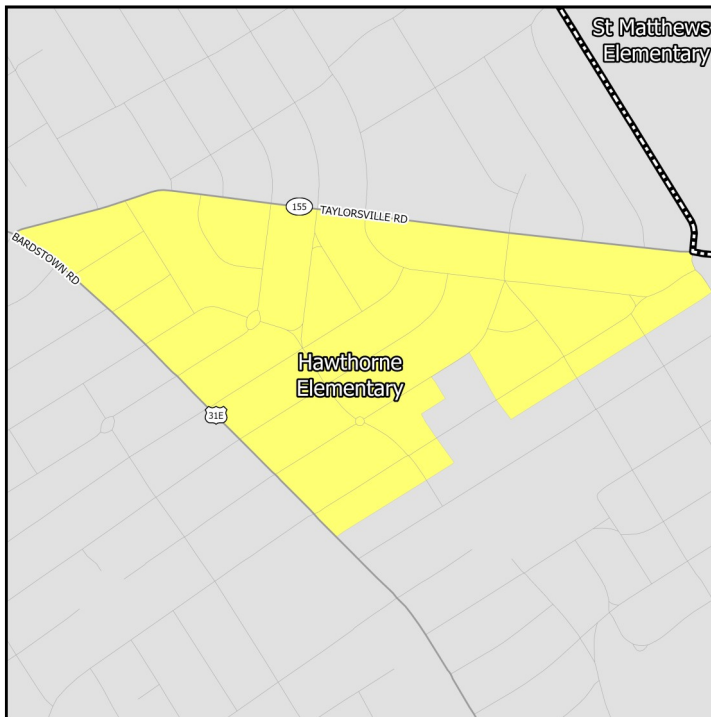 St Matthews
Elementary
155
TAYLORSVILLE RD
BARDSTOWN RD
Hawthorne
Elementary
31E